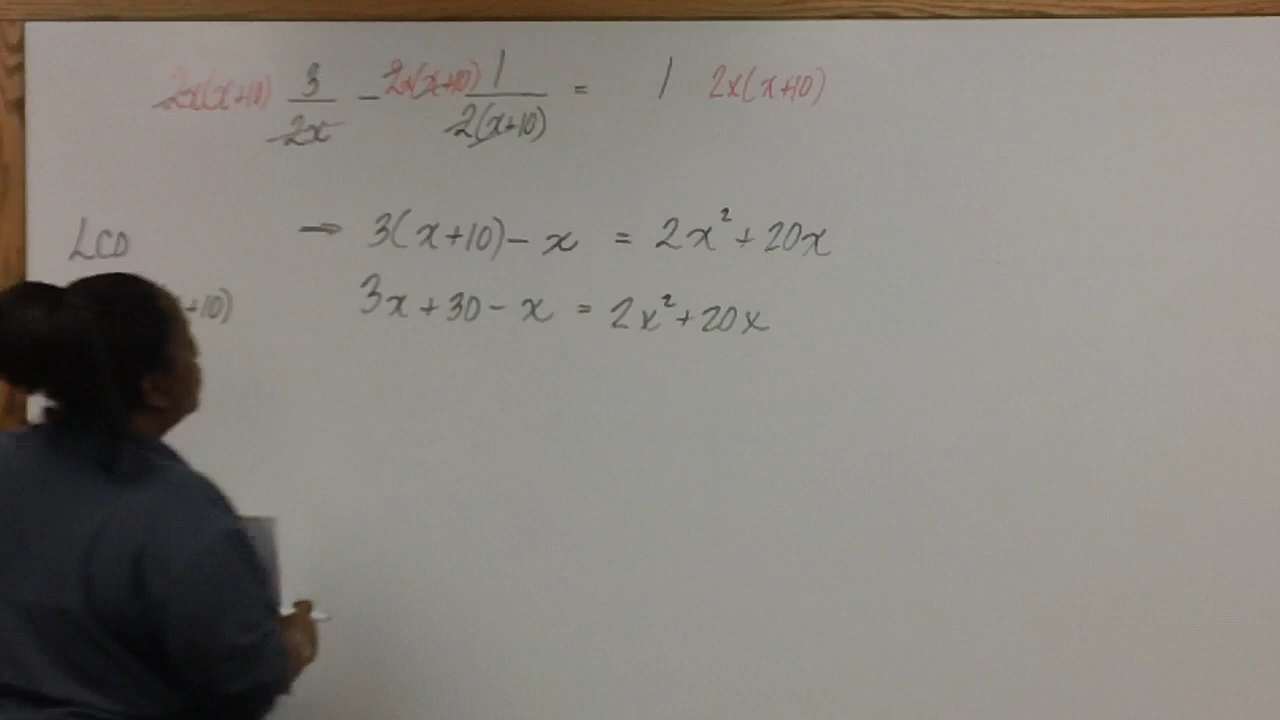 2x(x+10) 3/2x - 2x(x+10) 1/2(x+10) = 1 2x(x+10)
LCD
→ 3(x+10) - x = 2x² + 20x
+10)
3x + 30 - x = 2x² + 20x